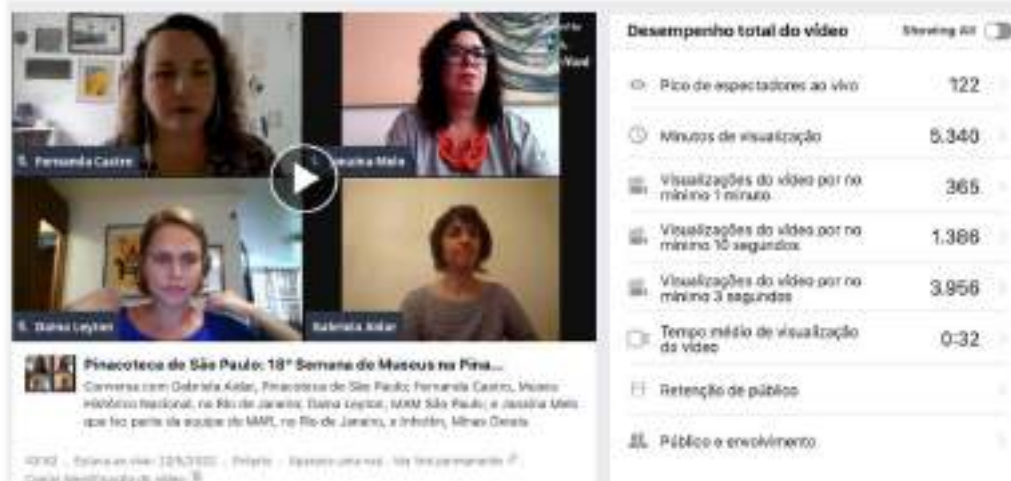 Fernanda Castro
Janaina Melo
Daina Leyton
Gabriela Aidar
Pinacoteca de São Paulo: 18ª Semana de Museus na Pina...
Conversa com Gabriela Aidar, Pinacoteca de São Paulo; Fernanda Castro, Museu
Histórico Nacional, no Rio de Janeiro; Daina Leyton, MAM São Paulo; e Janaina Melo
que fez parte da equipe do MAR, no Rio de Janeiro, e Inhotim, Minas Gerais
Desempenho total do vídeo
Showing All
Pico de espectadores ao vivo
122
Minutos de visualização
5.340
Visualizações do vídeo por no
mínimo 1 minuto
365
Visualizações do vídeo por no
mínimo 10 segundos
1.386
Visualizações do vídeo por no
mínimo 3 segundos
3.956
Tempo médio de visualização
do vídeo
0:32
Retenção de público
Público e envolvimento